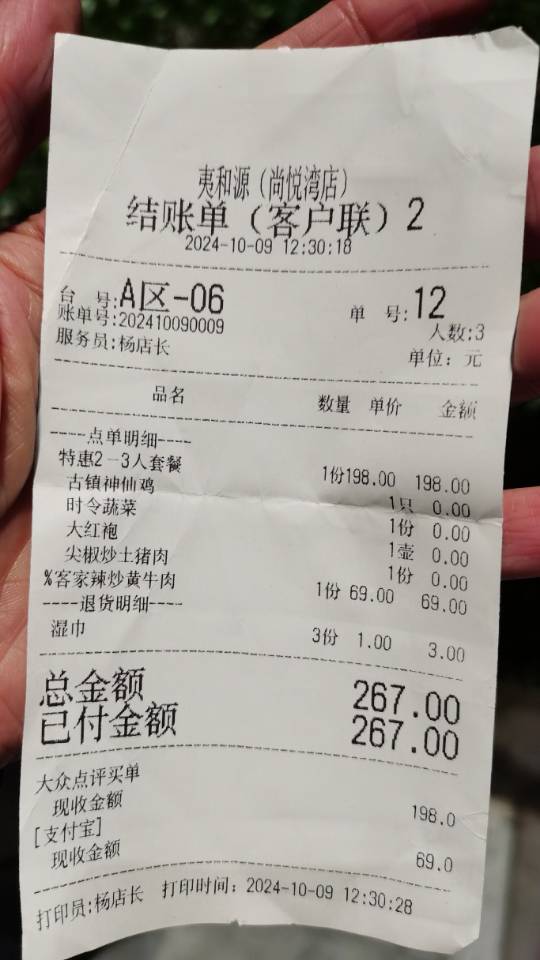 夷和源（尚悦湾店）
结账单（客户联）2
2024-10-09 12:30:18
台 号:A区-06 单 号:12
账单号:202410090009 人数:3
服务员:杨店长 单位：元
品名 数量 单价 金额
----点单明细----
特惠2-3人套餐 1份198.00 198.00
古镇神仙鸡 1只 0.00
时令蔬菜 1份 0.00
大红袍 1壶 0.00
尖椒炒土猪肉 1份 0.00
%客家辣炒黄牛肉 1份 69.00 69.00
----退货明细----
湿巾 3份 1.00 3.00
总金额 267.00
已付金额 267.00
大众点评买单
现收金额 198.0
[支付宝]
现收金额 69.0
打印员:杨店长 打印时间：2024-10-09 12:30:28